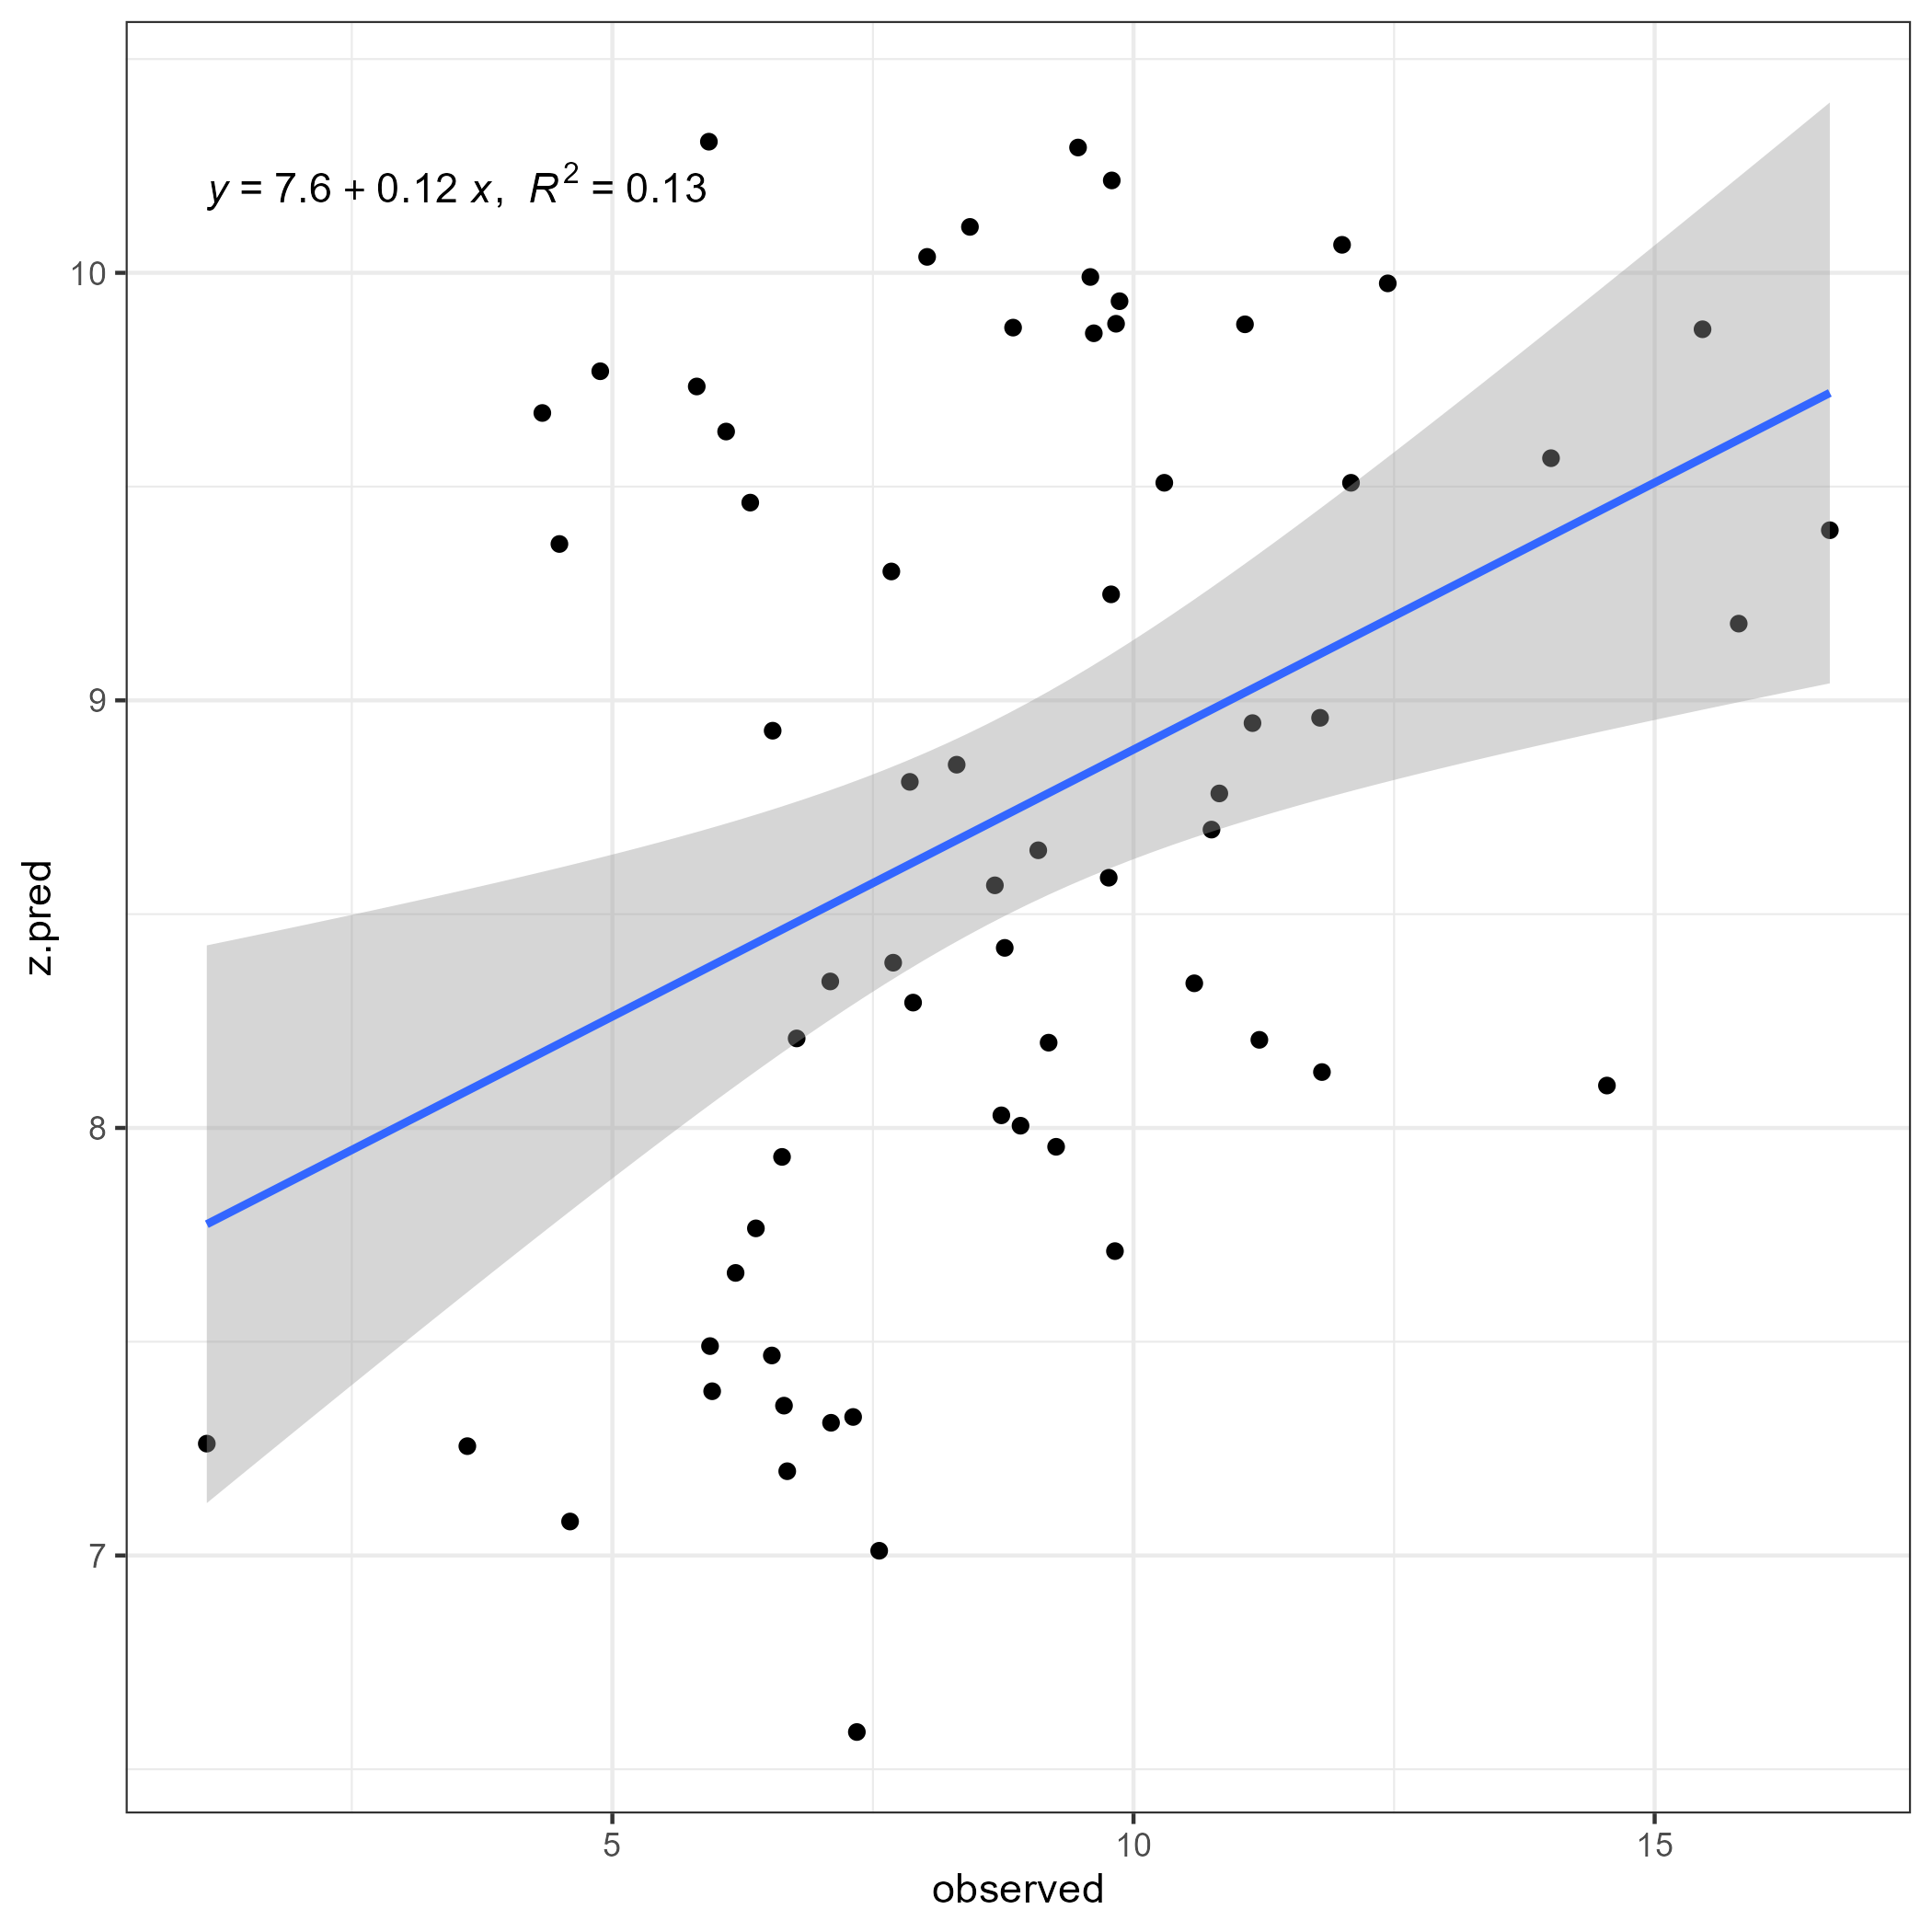 y = 7.6 + 0.12 x, R² = 0.13
10
9
8
7
z.pred
5 10 15
observed